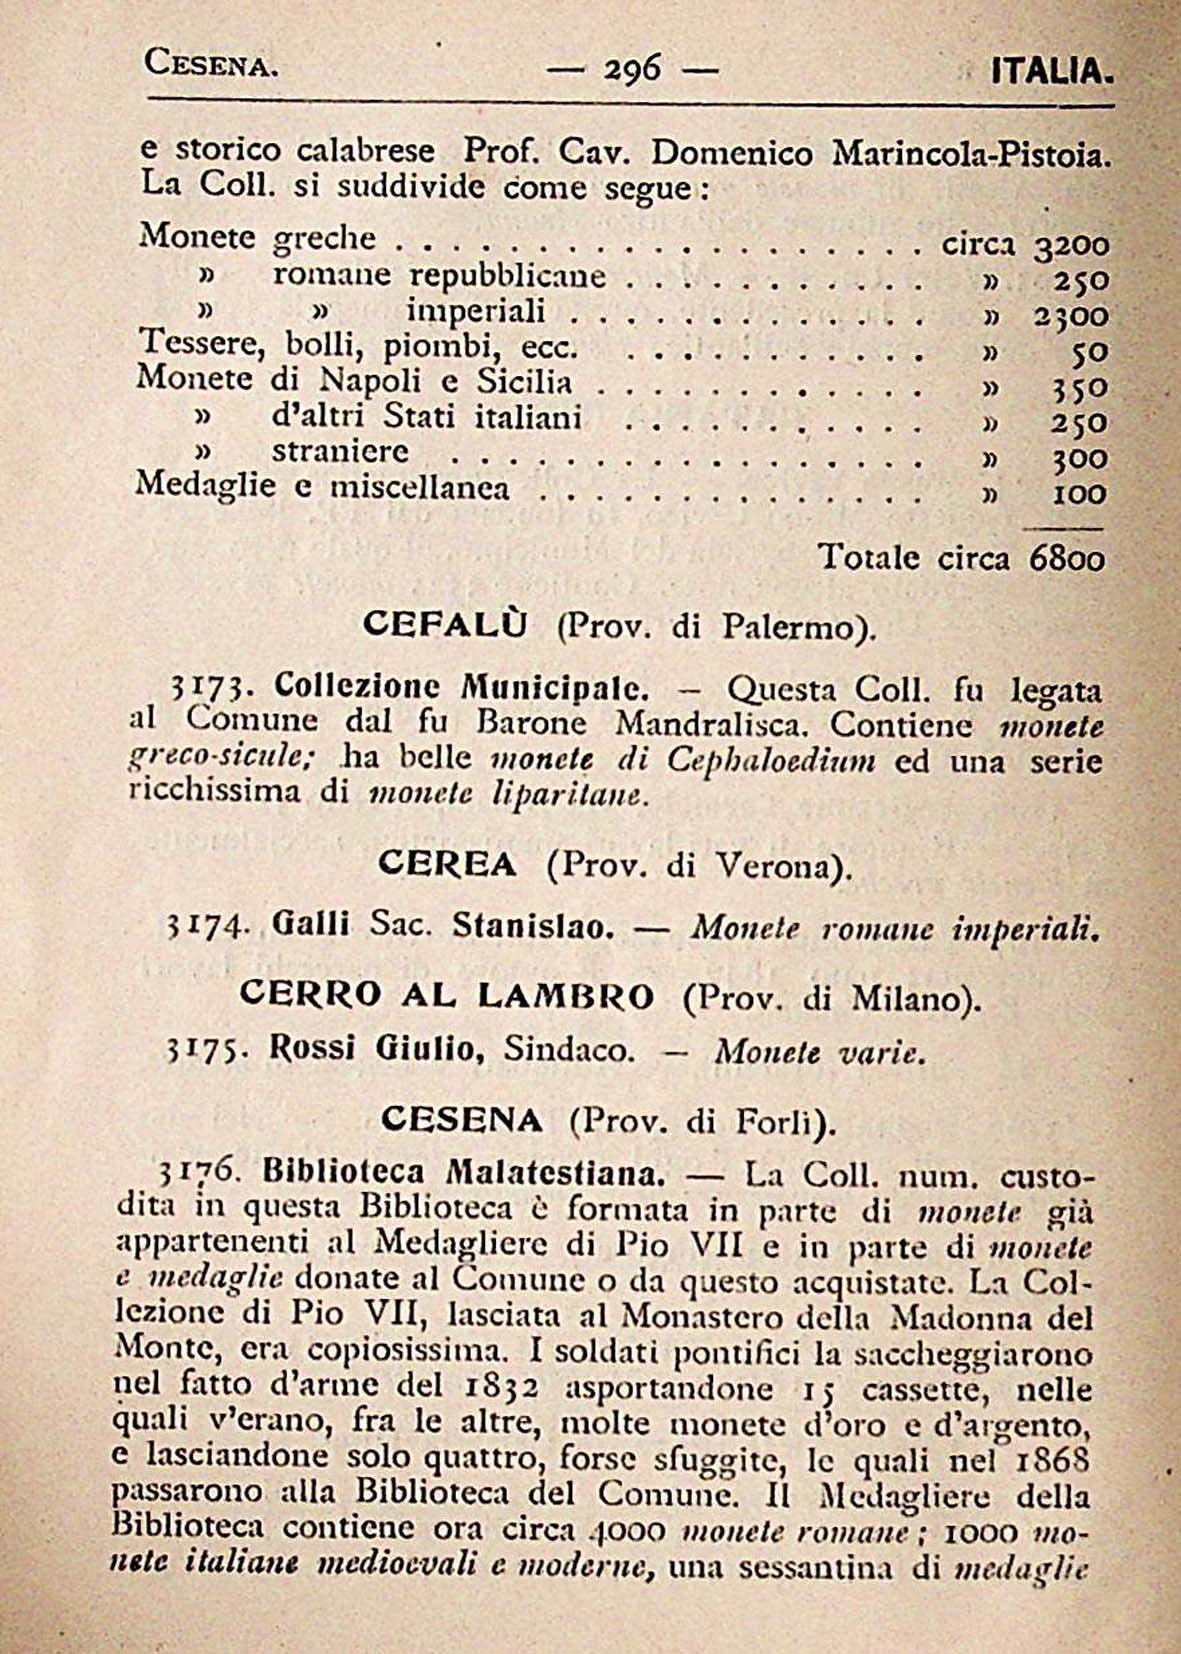 CESENA. — 296 — ITALIA.
e storico calabrese Prof. Cav. Domenico Marincola-Pistoia.
La Coll. si suddivide come segue :
Monete greche . . . . . . . . . . . . . . . . . . . circa 3200
» romane repubblicane . . . . . . . . . . . » 250
» » imperiali . . . . . . . . . . . . . » 2300
Tessere, bolli, piombi, ecc. . . . . . . . . . . . » 50
Monete di Napoli e Sicilia . . . . . . . . . . . . » 350
» d'altri Stati italiani . . . . . . . . . . . » 250
» straniere . . . . . . . . . . . . . . . . . » 300
Medaglie e miscellanea . . . . . . . . . . . . . . » 100
Totale circa 6800
CEFALÙ (Prov. di Palermo).
3173. Collezione Municipale. — Questa Coll. fu legata
al Comune dal fu Barone Mandralisca. Contiene monete
greco-sicule; ha belle monete di Cephaloedium ed una serie
ricchissima di monete liparitane.
CEREA (Prov. di Verona).
3174. Galli Sac. Stanislao. — Monete romane imperiali.
CERRO AL LAMBRO (Prov. di Milano).
3175. Rossi Giulio, Sindaco. — Monete varie.
CESENA (Prov. di Forlì).
3176. Biblioteca Malatestiana. — La Coll. num. custo-
dita in questa Biblioteca è formata in parte di monete già
appartenenti al Medagliere di Pio VII e in parte di monete
e medaglie donate al Comune o da questo acquistate. La Col-
lezione di Pio VII, lasciata al Monastero della Madonna del
Monte, era copiosissima. I soldati pontifici la saccheggiarono
nel fatto d'arme del 1832 asportandone 15 cassette, nelle
quali v'erano, fra le altre, molte monete d'oro e d'argento,
e lasciandone solo quattro, forse sfuggite, le quali nel 1868
passarono alla Biblioteca del Comune. Il Medagliere della
Biblioteca contiene ora circa 4000 monete romane ; 1000 mo-
nete italiane medioevali e moderne, una sessantina di medaglie